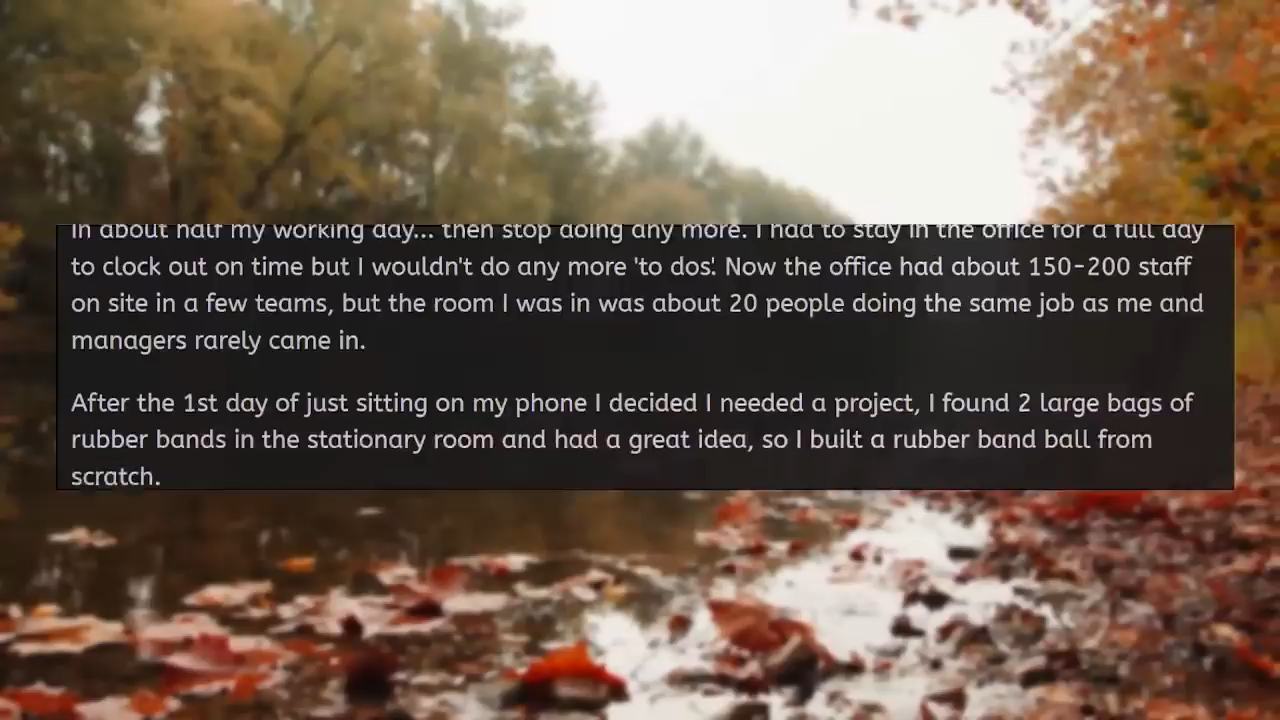 In about half my working day... then stop doing any more. I had to stay in the office for a full day
to clock out on time but I wouldn't do any more 'to dos'. Now the office had about 150-200 staff
on site in a few teams, but the room I was in was about 20 people doing the same job as me and
managers rarely came in.
After the 1st day of just sitting on my phone I decided I needed a project, I found 2 large bags of
rubber bands in the stationary room and had a great idea, so I built a rubber band ball from
scratch.